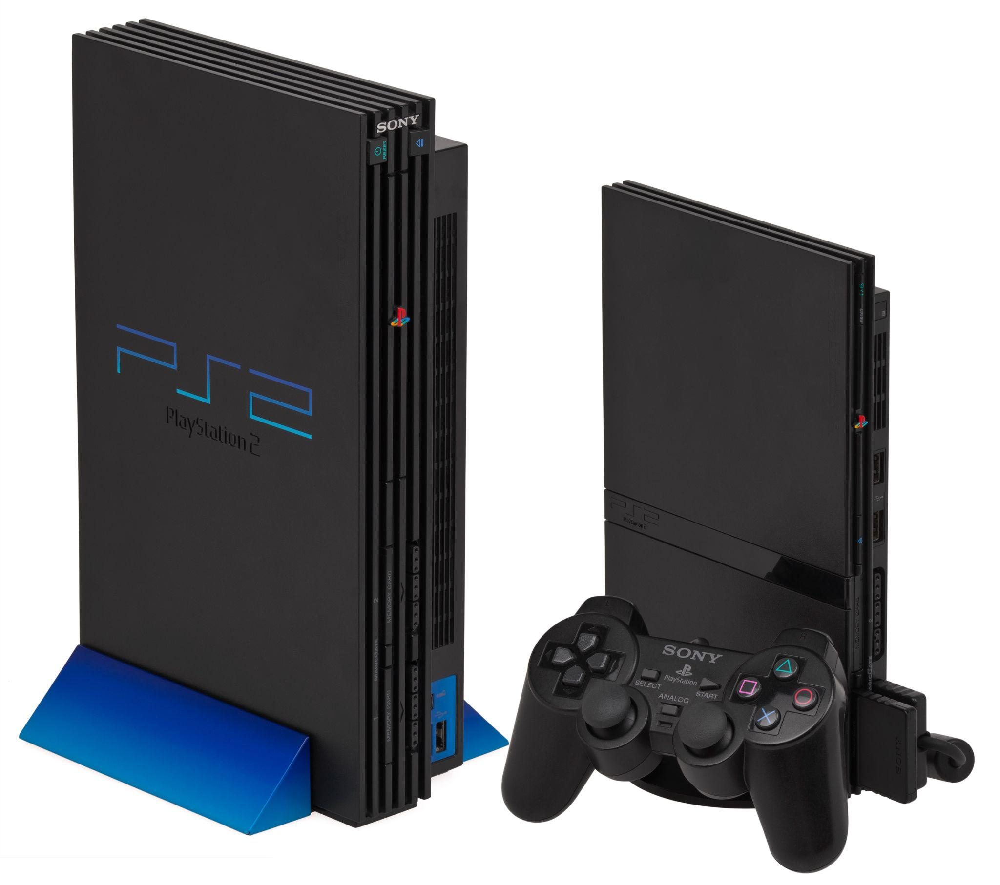 SONY
RESET
PS2
PlayStation 2
2
MEMORY CARD
MAGICGATE
1
MEMORY CARD
RESET
PS2
PlayStation 2
MEMORY CARD
2
L
R
SONY
PlayStation
SELECT
START
ANALOG
SONY